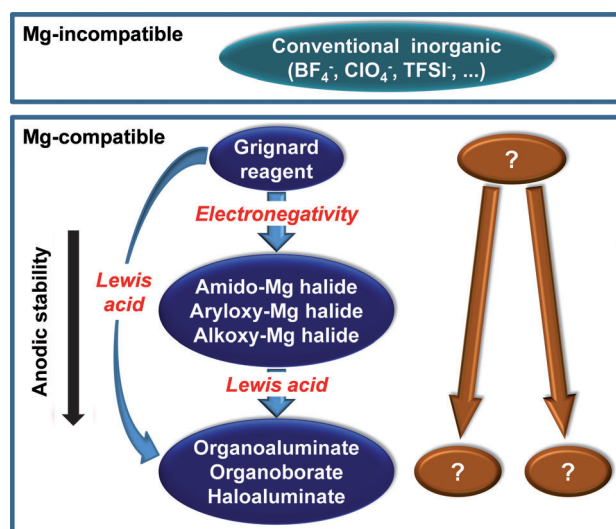 Mg-incompatible
Conventional inorganic
(BF₄⁻, ClO₄⁻, TFSI⁻, ...)
Mg-compatible
Grignard
reagent
?
Electronegativity
Lewis
acid
Anodic stability
Amido-Mg halide
Aryloxy-Mg halide
Alkoxy-Mg halide
Lewis acid
Organoaluminate
Organoborate
Haloaluminate
?
?